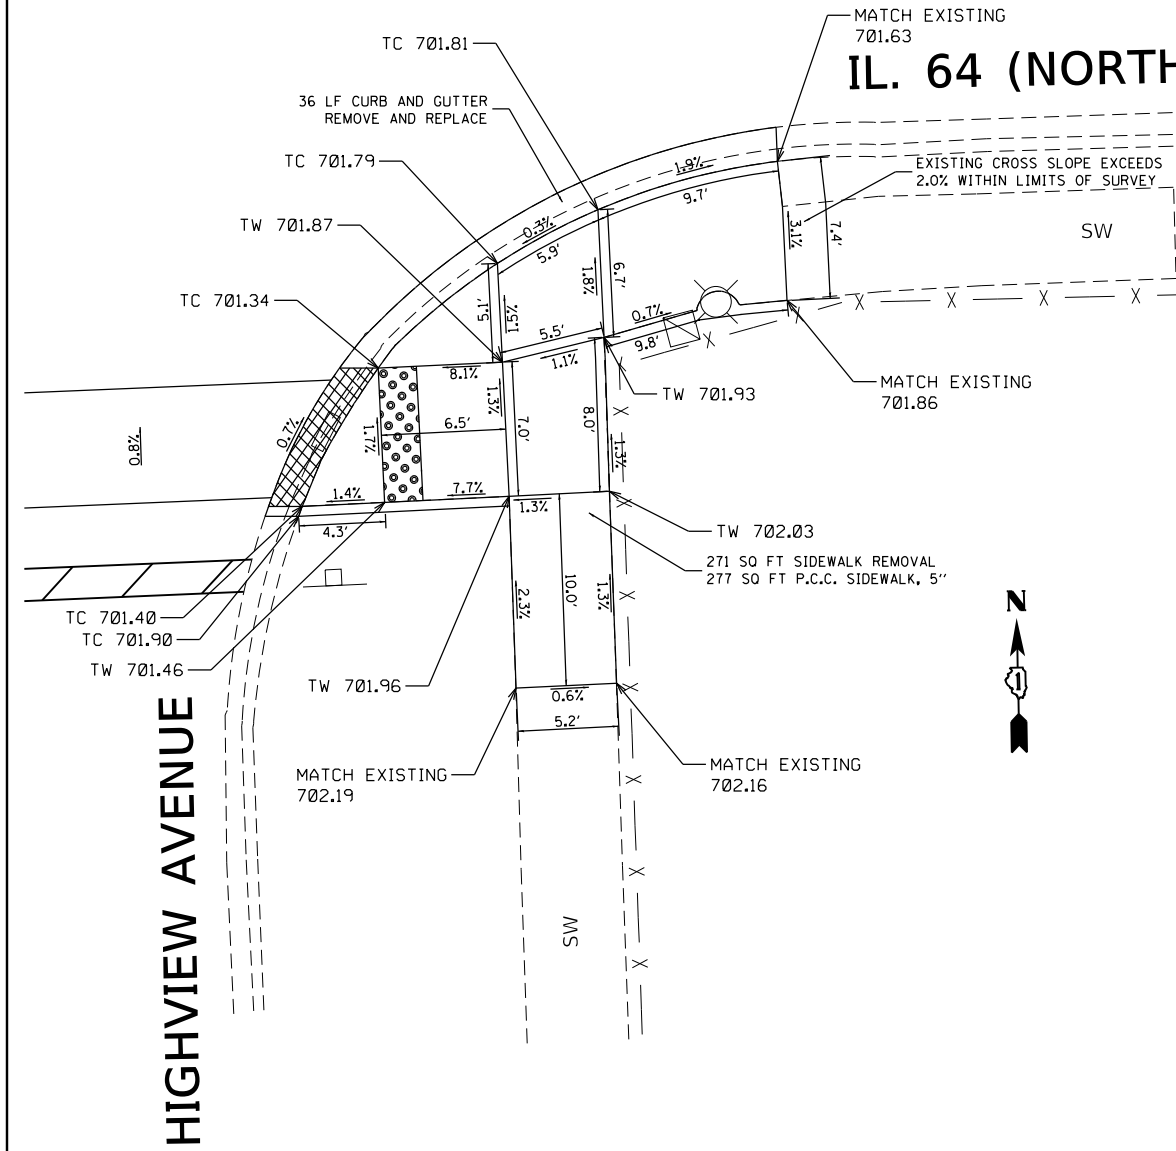 MATCH EXISTING
701.63
TC 701.81
IL. 64 (NORTH
36 LF CURB AND GUTTER
REMOVE AND REPLACE
TC 701.79
1.9%
9.7'
EXISTING CROSS SLOPE EXCEEDS
2.0% WITHIN LIMITS OF SURVEY
TW 701.87
0.3%
5.9'
3.1%
7.4'
SW
TC 701.34
5.1'
1.5%
1.8%
6.7'
0.7%
9.8'
5.5'
1.1%
8.1%
1.3%
MATCH EXISTING
701.86
TW 701.93
0.8%
0.7%
1.7%
6.5'
7.0'
8.0'
1.3%
1.4%
7.7%
1.3%
4.3'
TW 702.03
271 SQ FT SIDEWALK REMOVAL
277 SQ FT P.C.C. SIDEWALK, 5"
2.3%
10.0'
1.3%
N
1
TC 701.40
TC 701.90
TW 701.46
TW 701.96
0.6%
5.2'
MATCH EXISTING
702.19
MATCH EXISTING
702.16
HIGHVIEW AVENUE
SW